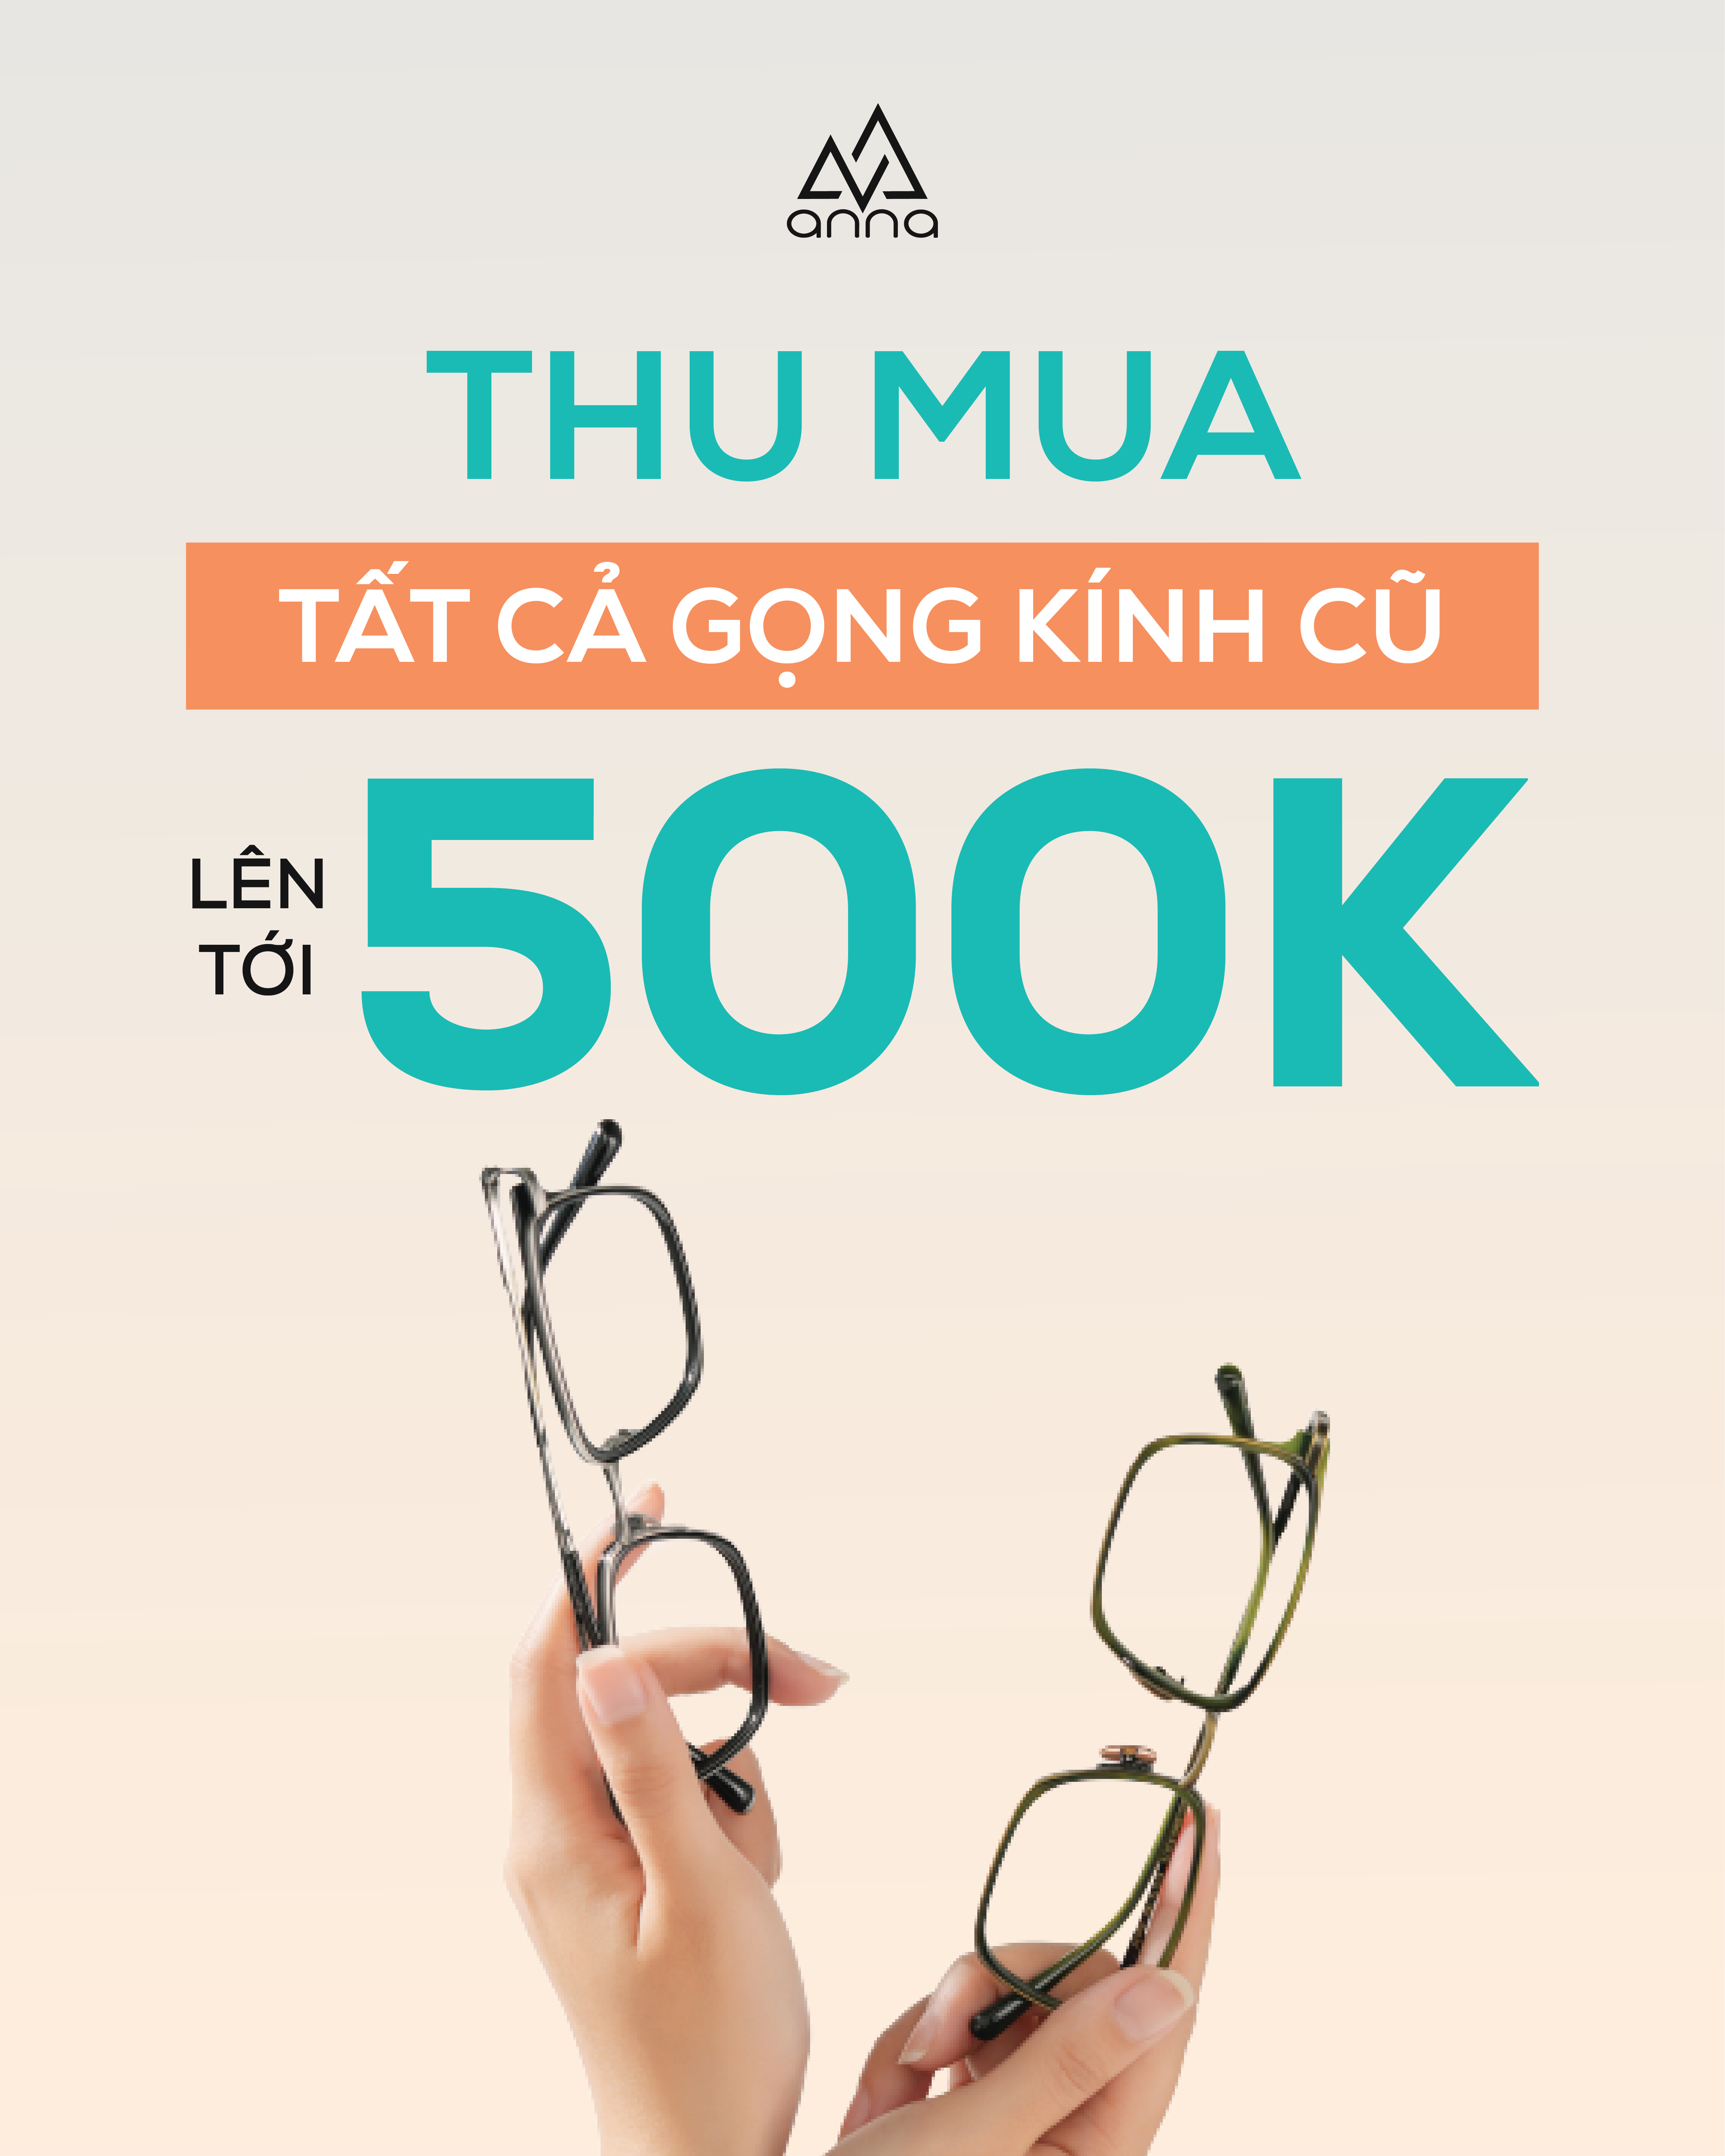 anna
THU MUA
TẤT CẢ GỌNG KÍNH CŨ
LÊN
TỚI
500K